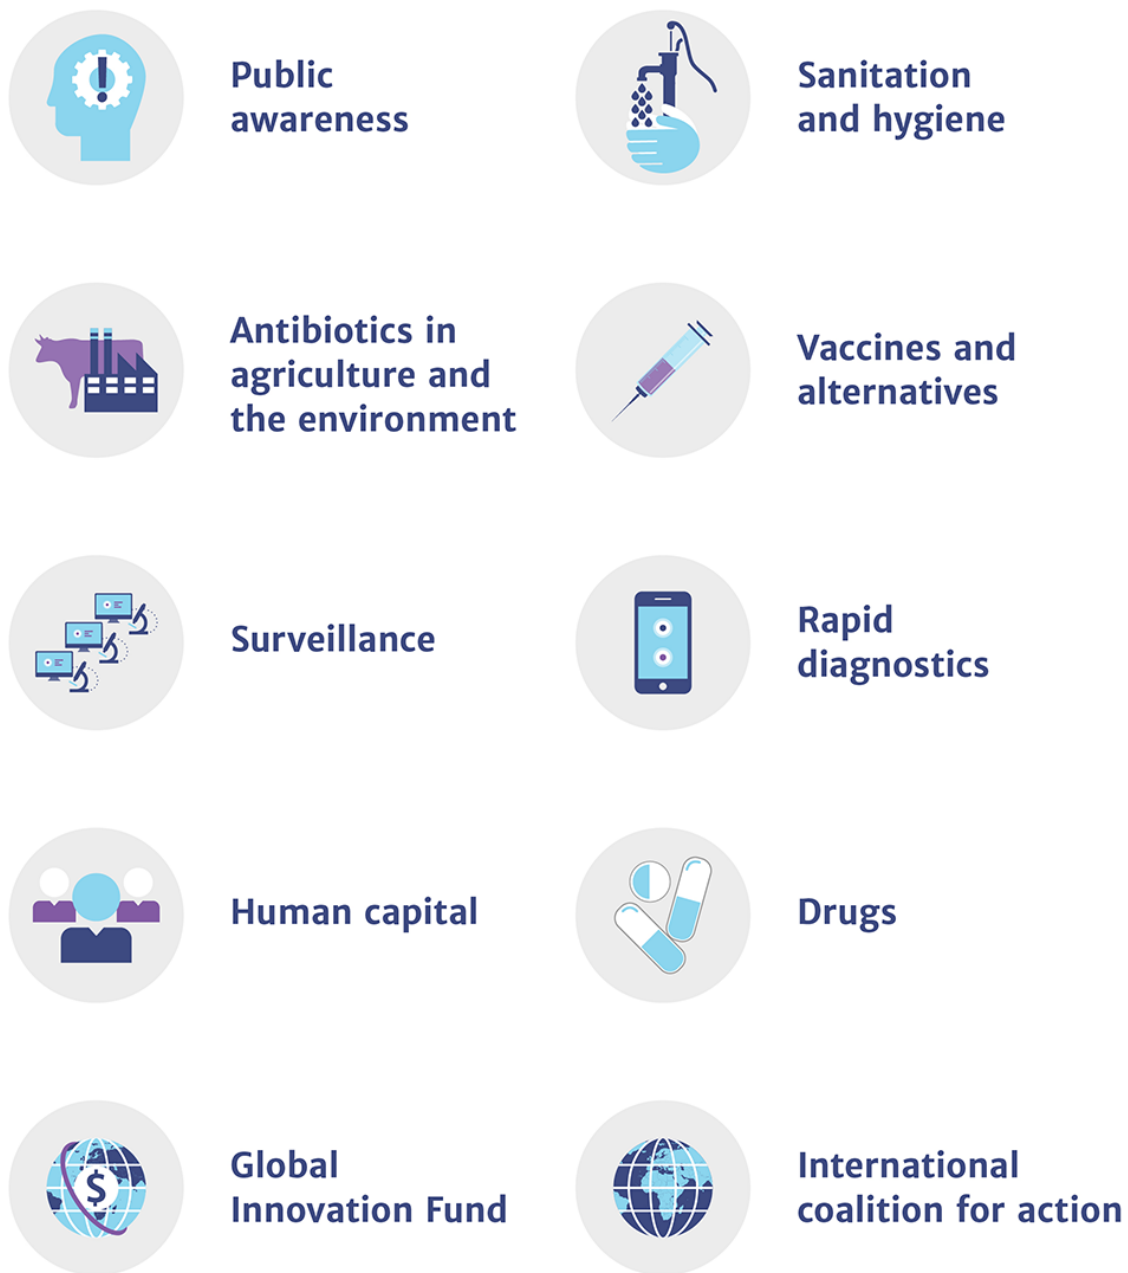 Public
awareness
Sanitation
and hygiene
Antibiotics in
agriculture and
the environment
Vaccines and
alternatives
Surveillance
Rapid
diagnostics
Human capital
Drugs
$
Global
Innovation Fund
International
coalition for action